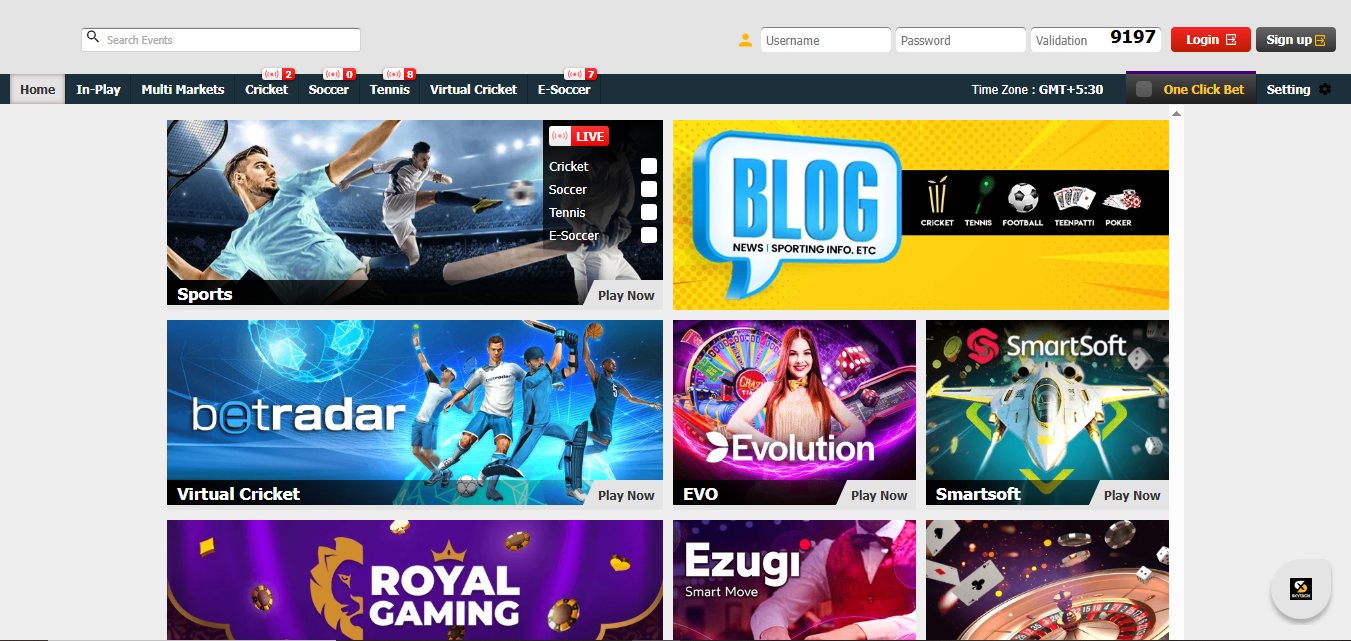 Search Events
Username
Password
Validation
9197
Login
Sign up
Home
In-Play
Multi Markets
Cricket
2
Soccer
0
Tennis
8
Virtual Cricket
E-Soccer
7
Time Zone : GMT+5:30
One Click Bet
Setting
LIVE
Cricket
Soccer
Tennis
E-Soccer
Sports
Play Now
BLOG
NEWS | SPORTING INFO. ETC
CRICKET
TENNIS
FOOTBALL
TEENPATTI
POKER
betradar
Virtual Cricket
Play Now
CRAZY
TIME
Evolution
EVO
Play Now
SmartSoft
Smartsoft
Play Now
ROYAL
GAMING
Ezugi
Smart Move